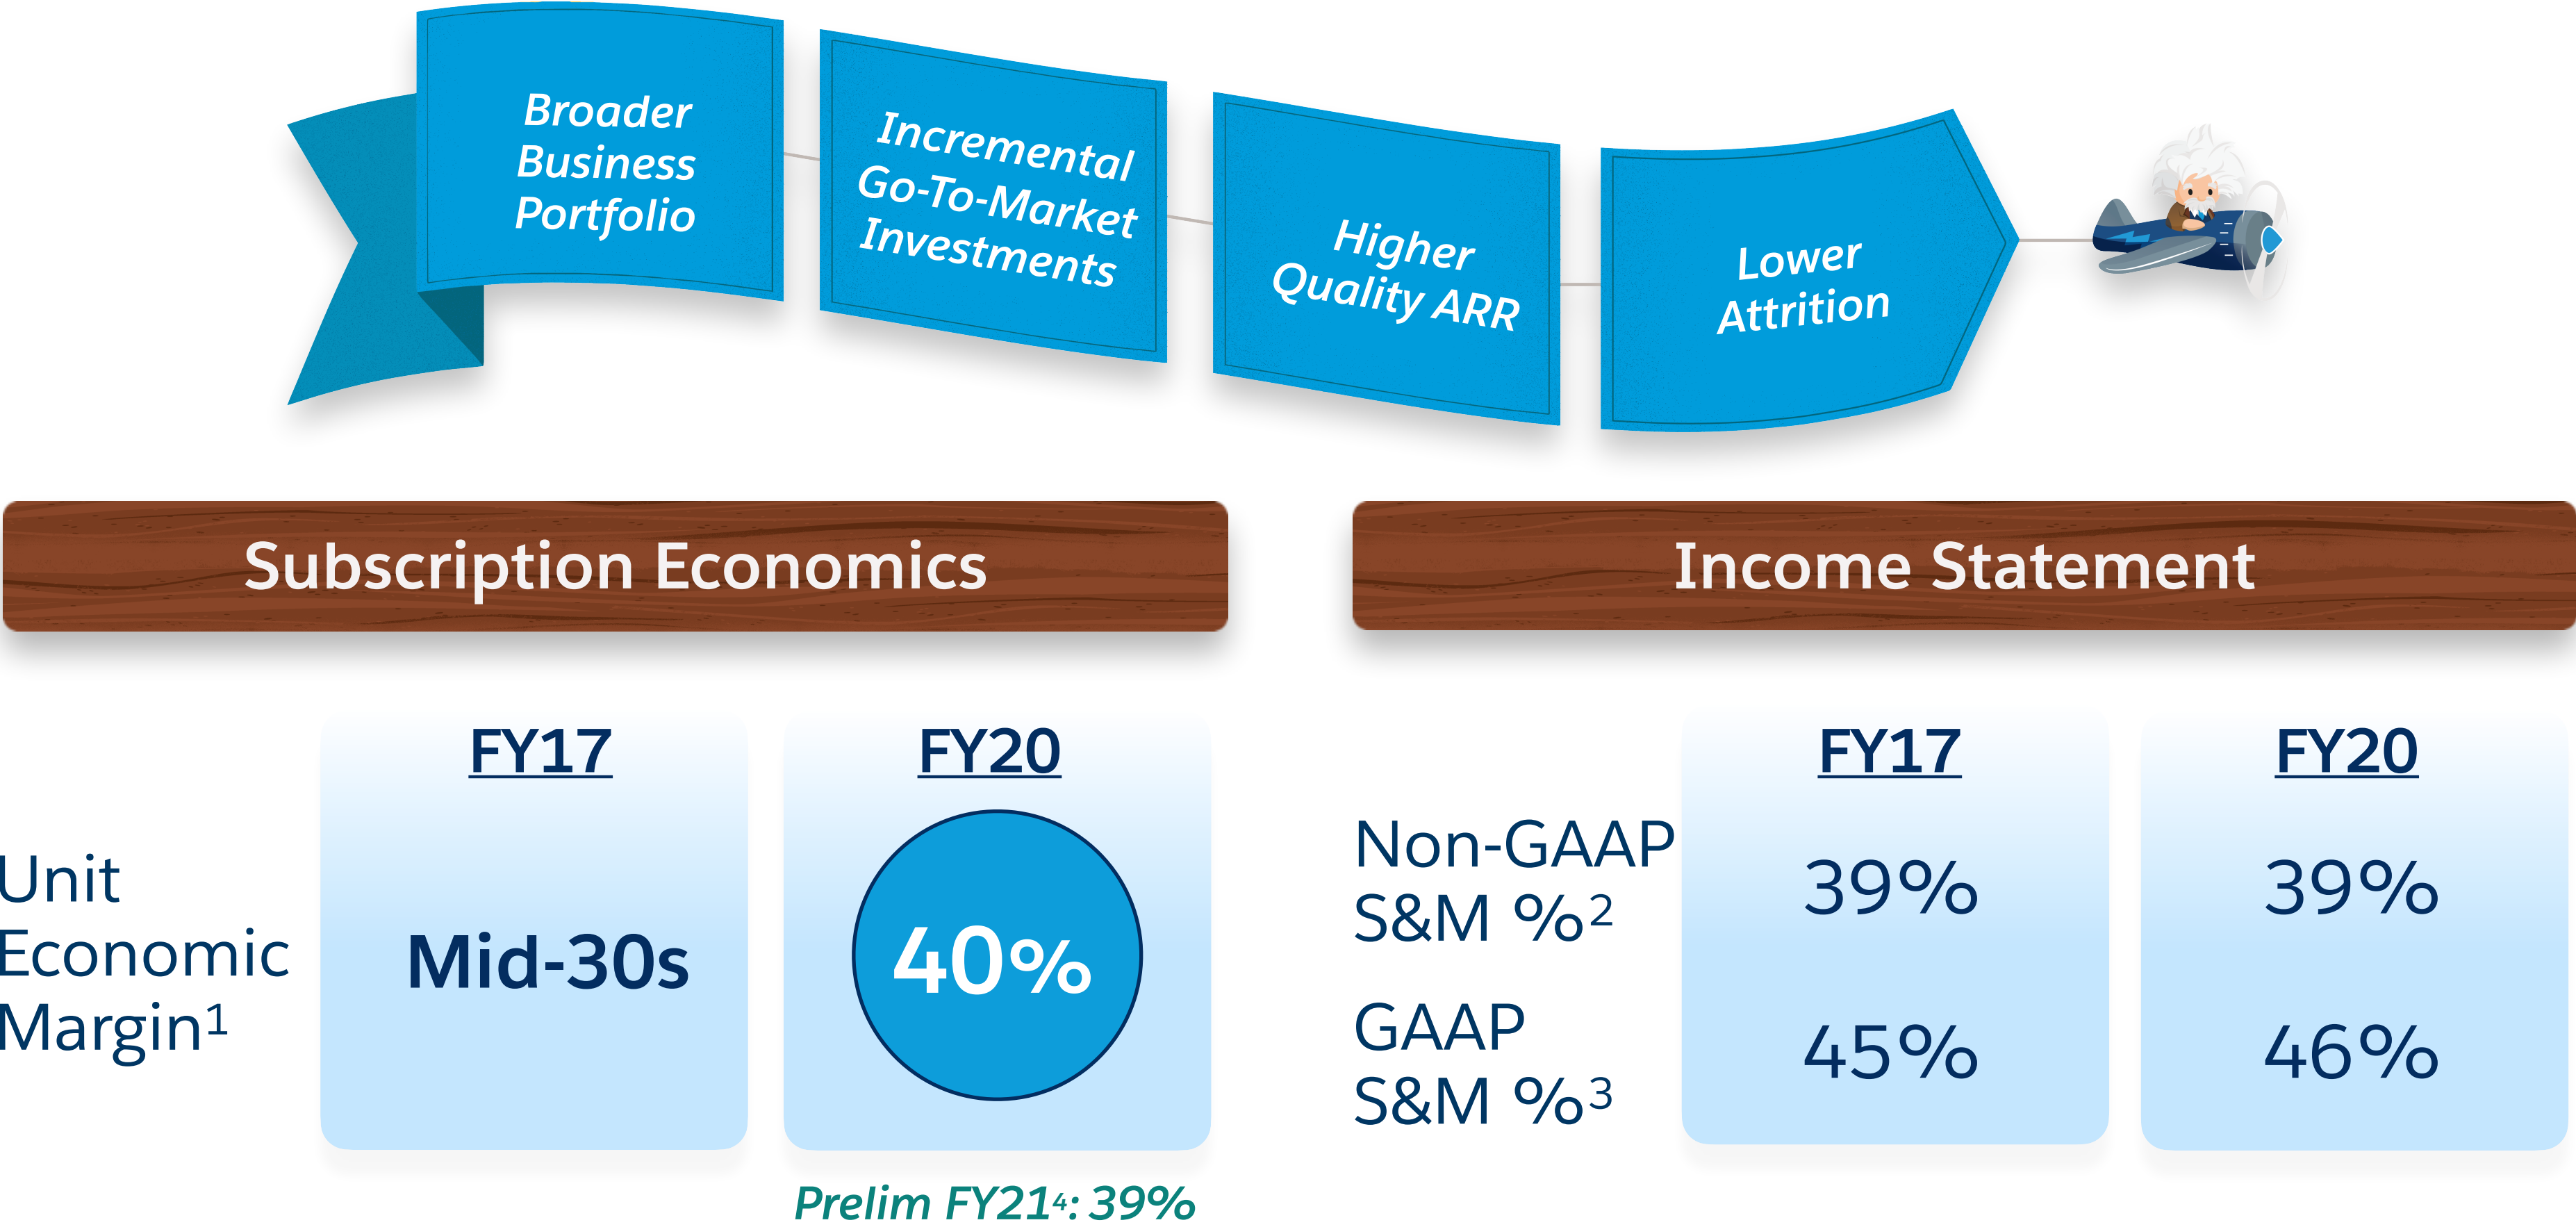 Broader
Business
Portfolio
Incremental
Go-To-Market
Investments
Higher
Quality ARR
Lower
Attrition
Subscription Economics
FY17
FY20
Unit
Economic
Margin¹
Mid-30s
40%
Prelim FY21⁴: 39%
Income Statement
FY17
FY20
Non-GAAP
S&M %²
39%
39%
GAAP
S&M %³
45%
46%